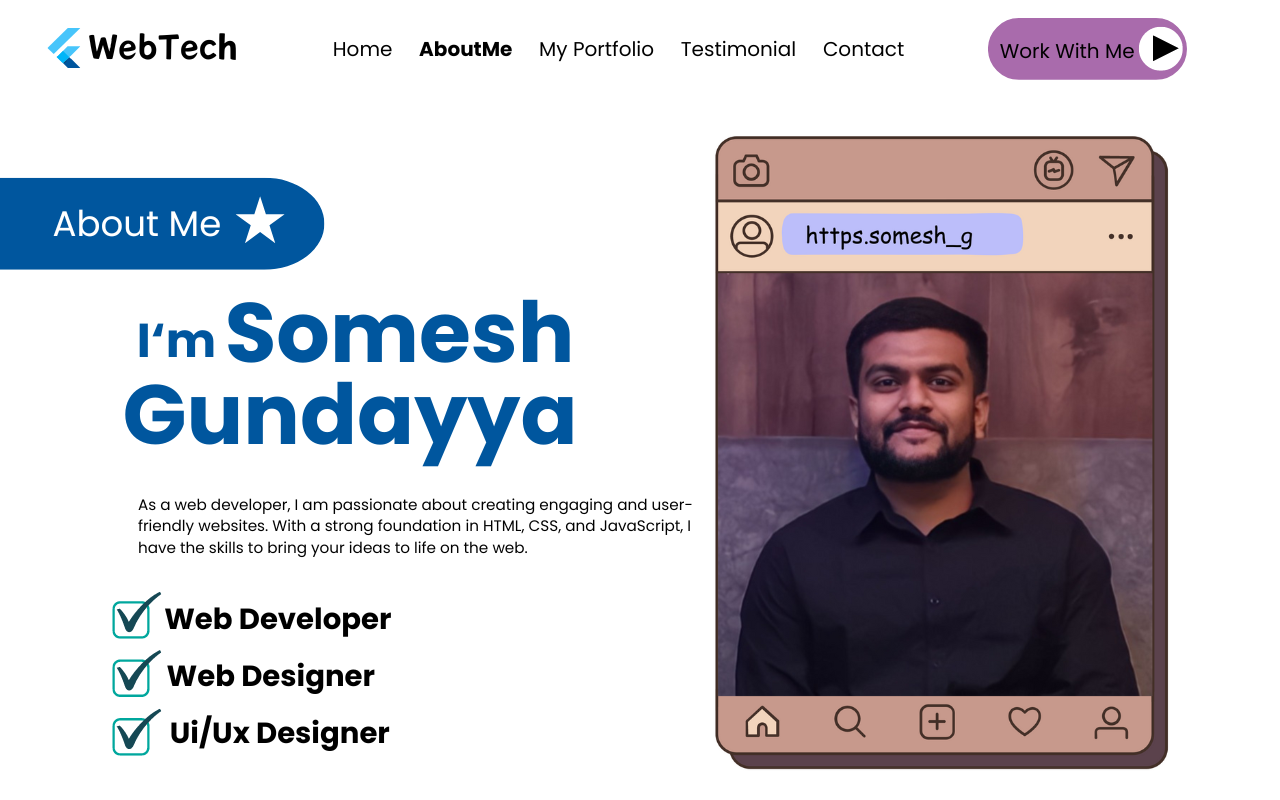 WebTech
Home AboutMe My Portfolio Testimonial Contact
Work With Me
About Me
https.somesh_g
I‘m Somesh
Gundayya
As a web developer, I am passionate about creating engaging and user-
friendly websites. With a strong foundation in HTML, CSS, and JavaScript, I
have the skills to bring your ideas to life on the web.
Web Developer
Web Designer
Ui/Ux Designer